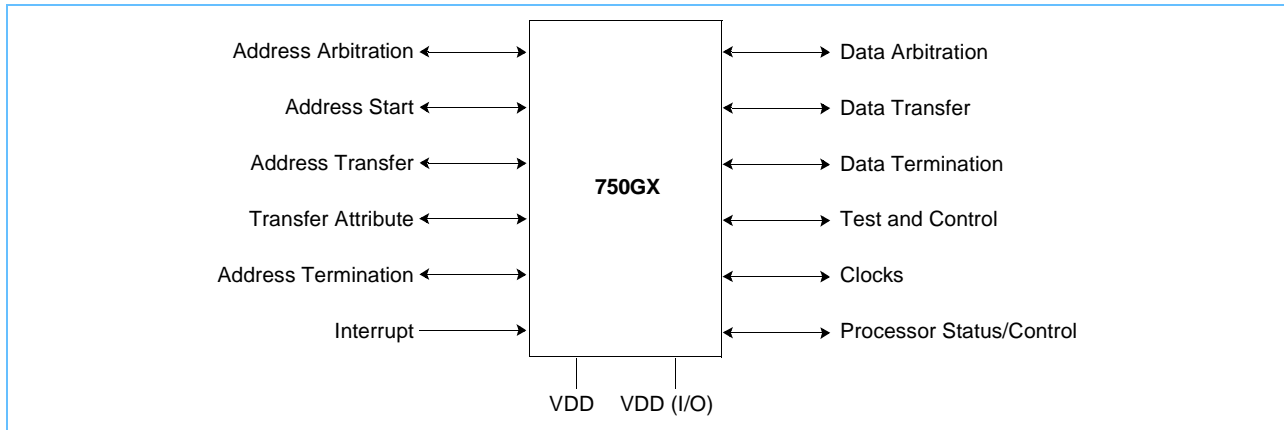 Address Arbitration
Address Start
Address Transfer
Transfer Attribute
Address Termination
Interrupt
750GX
Data Arbitration
Data Transfer
Data Termination
Test and Control
Clocks
Processor Status/Control
VDD
VDD (I/O)